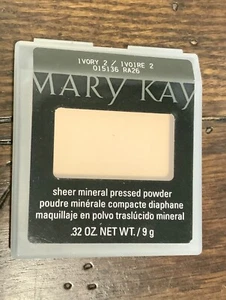 IVORY 2 / IVOIRE 2
015136 RA26
MARY KAY
sheer mineral pressed powder
poudre minérale compacte diaphane
maquillaje en polvo traslúcido mineral
.32 OZ. NET WT. / 9 g